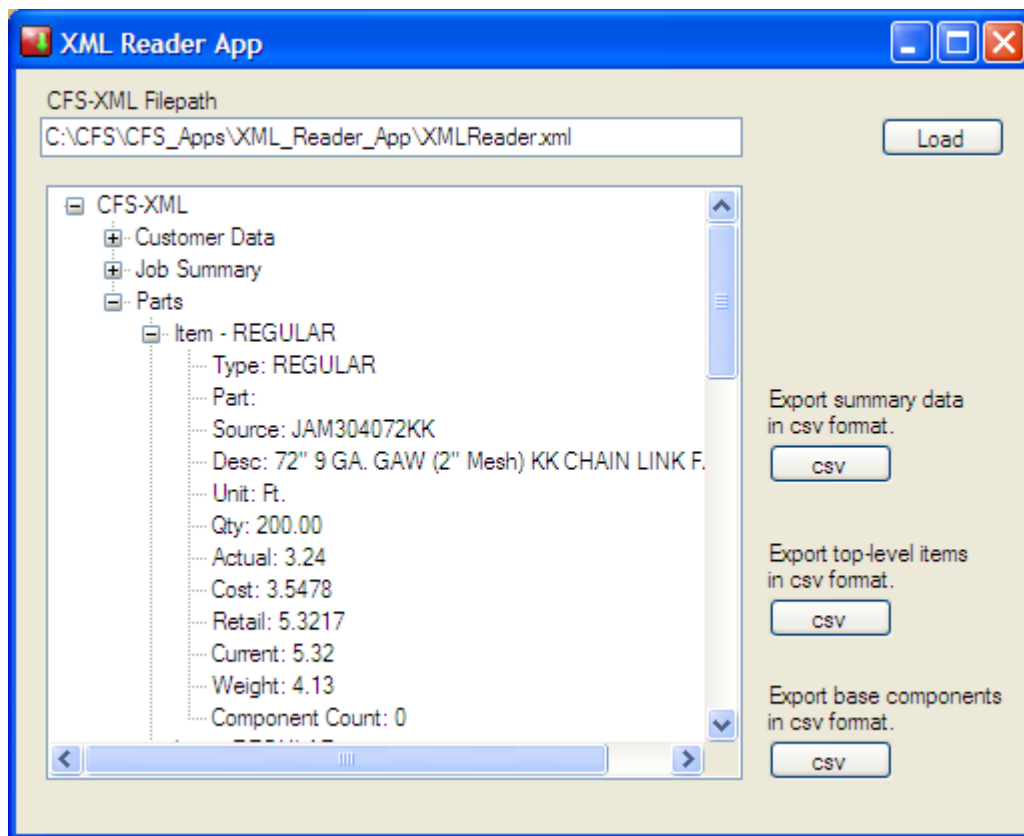 XML Reader App
CFS-XML Filepath
C:\CFS\CFS_Apps\XML_Reader_App\XMLReader.xml
Load
CFS-XML
Customer Data
Job Summary
Parts
Item - REGULAR
Type: REGULAR
Part:
Source: JAM304072KK
Desc: 72" 9 GA. GAW (2" Mesh) KK CHAIN LINK
Unit: Ft.
Qty: 200.00
Actual: 3.24
Cost: 3.5478
Retail: 5.3217
Current: 5.32
Weight: 4.13
Component Count: 0
Export summary data
in csv format.
csv
Export top-level items
in csv format.
csv
Export base components
in csv format.
csv